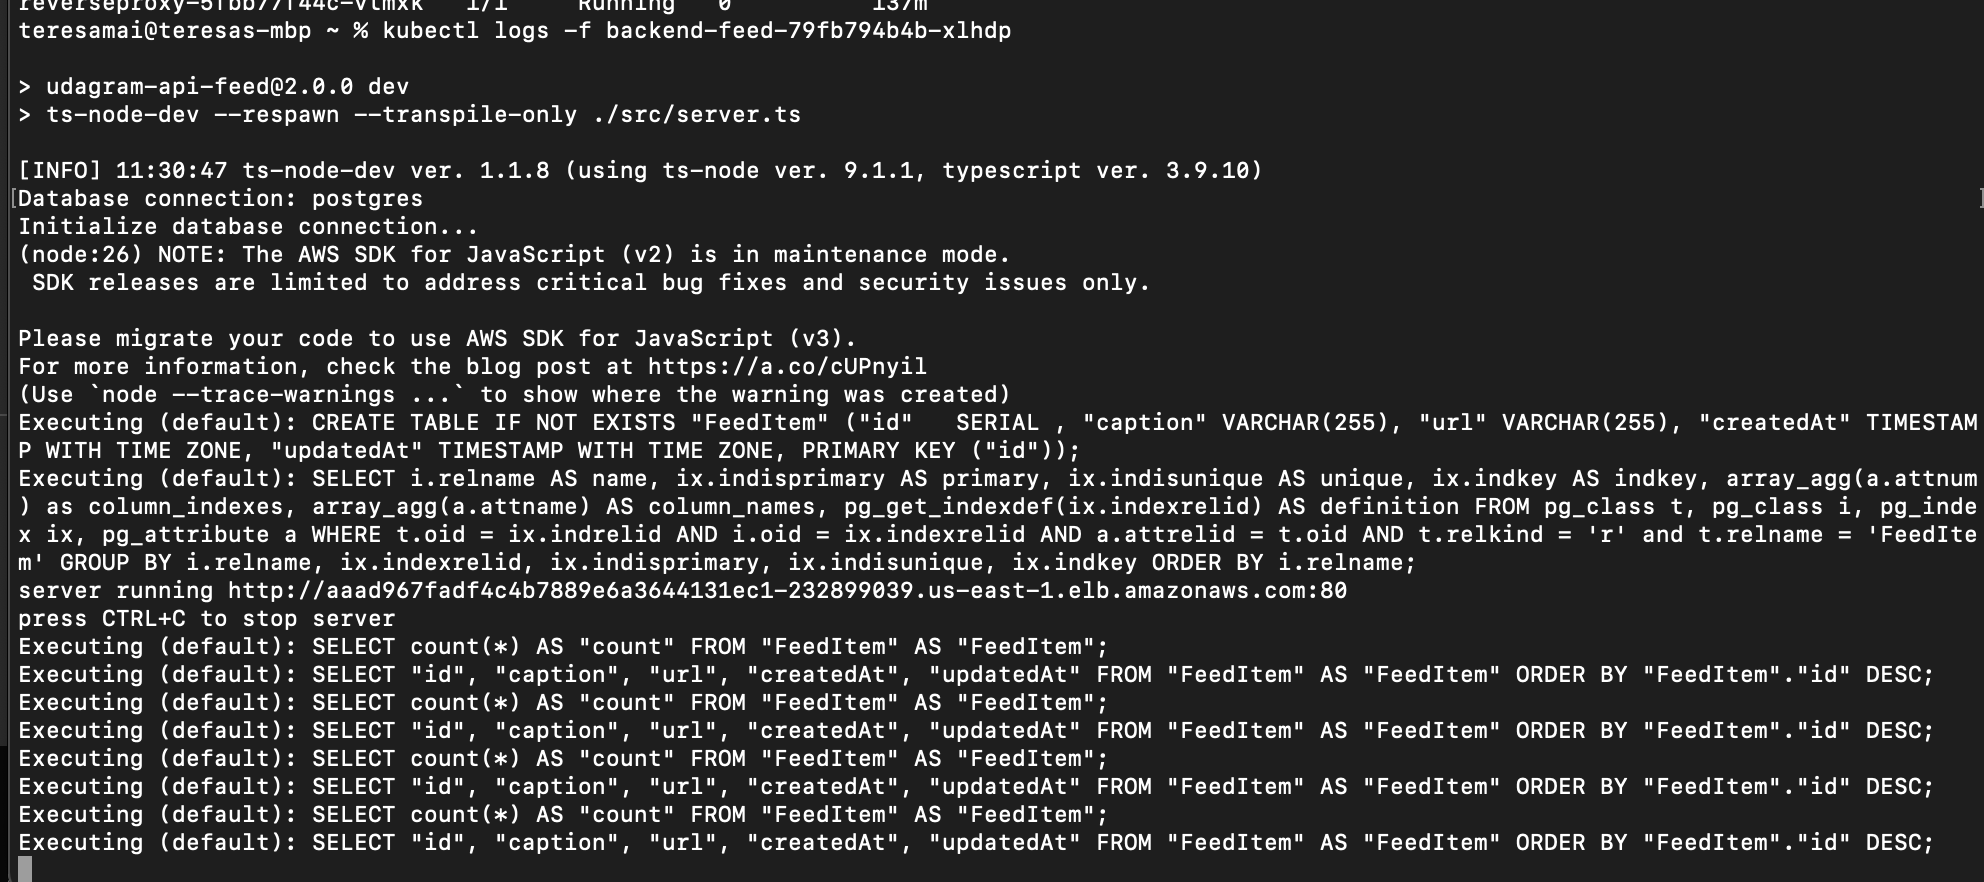 reverseproxy-5fbb77f44c-vtmxk   1/1     Running   0          137m
teresamai@teresas-mbp ~ % kubectl logs -f backend-feed-79fb794b4b-xlhdp
> udagram-api-feed@2.0.0 dev
> ts-node-dev --respawn --transpile-only ./src/server.ts
[INFO] 11:30:47 ts-node-dev ver. 1.1.8 (using ts-node ver. 9.1.1, typescript ver. 3.9.10)
[Database connection: postgres ]
Initialize database connection...
(node:26) NOTE: The AWS SDK for JavaScript (v2) is in maintenance mode.
 SDK releases are limited to address critical bug fixes and security issues only.
Please migrate your code to use AWS SDK for JavaScript (v3).
For more information, check the blog post at https://a.co/cUPnyil
(Use `node --trace-warnings ...` to show where the warning was created)
Executing (default): CREATE TABLE IF NOT EXISTS "FeedItem" ("id"   SERIAL , "caption" VARCHAR(255), "url" VARCHAR(255), "createdAt" TIMESTAM
P WITH TIME ZONE, "updatedAt" TIMESTAMP WITH TIME ZONE, PRIMARY KEY ("id"));
Executing (default): SELECT i.relname AS name, ix.indisprimary AS primary, ix.indisunique AS unique, ix.indkey AS indkey, array_agg(a.attnum
) as column_indexes, array_agg(a.attname) AS column_names, pg_get_indexdef(ix.indexrelid) AS definition FROM pg_class t, pg_class i, pg_inde
x ix, pg_attribute a WHERE t.oid = ix.indrelid AND i.oid = ix.indexrelid AND a.attrelid = t.oid AND t.relkind = 'r' and t.relname = 'FeedIte
m' GROUP BY i.relname, ix.indexrelid, ix.indisprimary, ix.indisunique, ix.indkey ORDER BY i.relname;
server running http://aaad967fadf4c4b7889e6a3644131ec1-232899039.us-east-1.elb.amazonaws.com:80
press CTRL+C to stop server
Executing (default): SELECT count(*) AS "count" FROM "FeedItem" AS "FeedItem";
Executing (default): SELECT "id", "caption", "url", "createdAt", "updatedAt" FROM "FeedItem" AS "FeedItem" ORDER BY "FeedItem"."id" DESC;
Executing (default): SELECT count(*) AS "count" FROM "FeedItem" AS "FeedItem";
Executing (default): SELECT "id", "caption", "url", "createdAt", "updatedAt" FROM "FeedItem" AS "FeedItem" ORDER BY "FeedItem"."id" DESC;
Executing (default): SELECT count(*) AS "count" FROM "FeedItem" AS "FeedItem";
Executing (default): SELECT "id", "caption", "url", "createdAt", "updatedAt" FROM "FeedItem" AS "FeedItem" ORDER BY "FeedItem"."id" DESC;
Executing (default): SELECT count(*) AS "count" FROM "FeedItem" AS "FeedItem";
Executing (default): SELECT "id", "caption", "url", "createdAt", "updatedAt" FROM "FeedItem" AS "FeedItem" ORDER BY "FeedItem"."id" DESC;